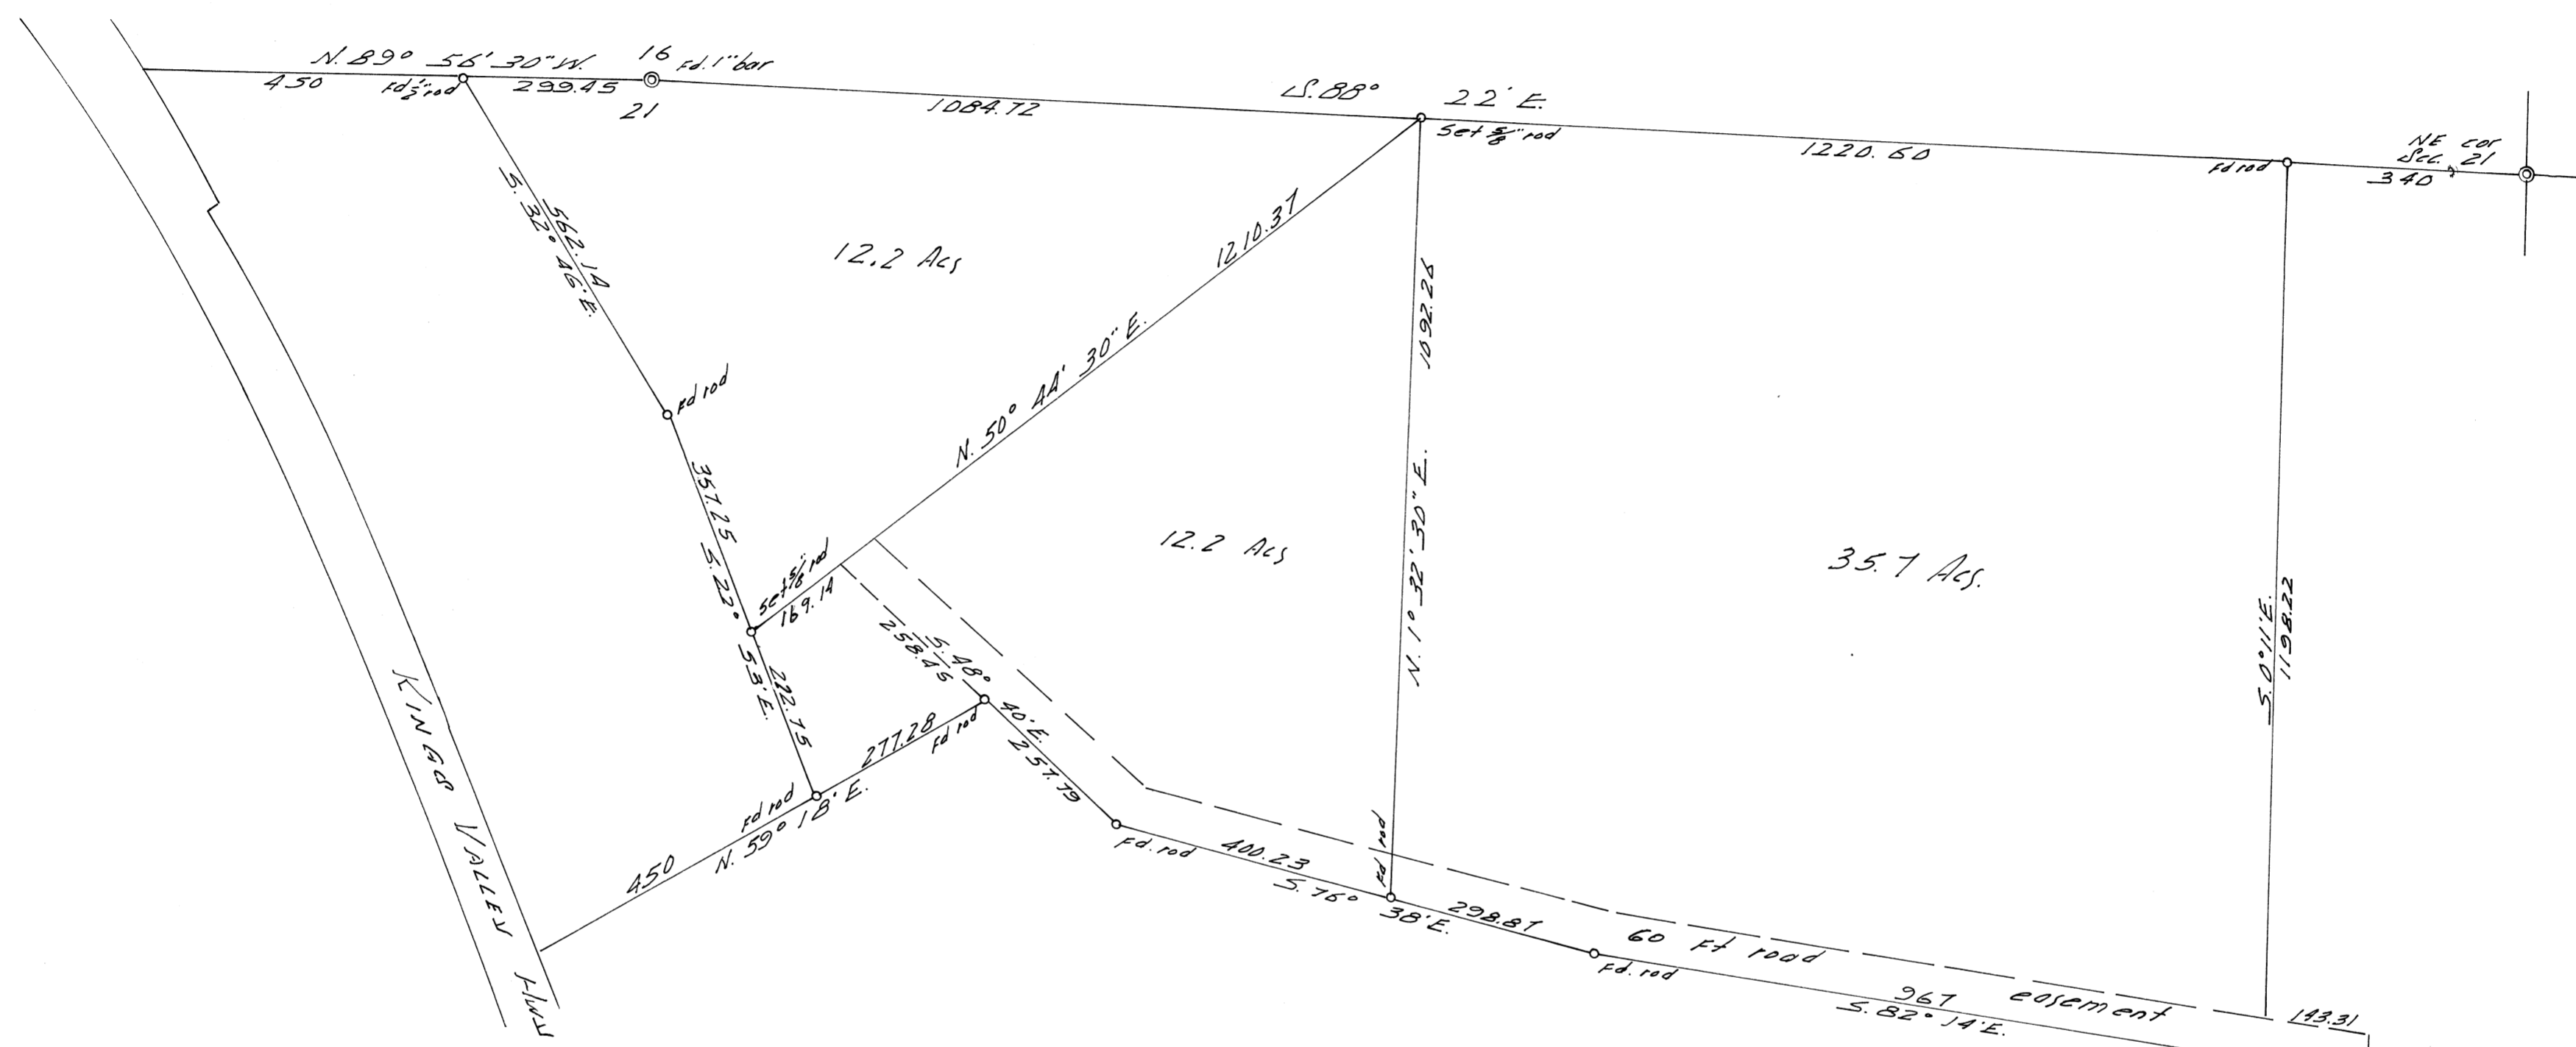 N. 89° 56' 30" W.
450
Fd ½" rod
299.45
16
Fd. 1" bar
21
1084.72
S. 88° 22' E.
Set ⅝" rod
1220.60
Fd rod
NE cor
Sec. 21
340
562.14
S. 32° 46' E.
12.2 Acs
1210.37
N. 50° 44' 30" E.
1092.26
N. 1° 32' 30" E.
Fd rod
357.25
S. 22° 53' E.
Set ⅝" rod
169.14
12.2 Acs
35.7 Acs.
S. 0° 11' E.
1198.22
222.75
258.45
S. 48° 40' E.
277.28
Fd rod
257.79
Fd rod
N. 59° 18' E.
450
KINGS VALLEY HWY
Fd. rod
400.23
S. 76° 38' E.
Fd rod
298.87
Fd. rod
60 Ft road easement
967
S. 82° 14' E.
143.31